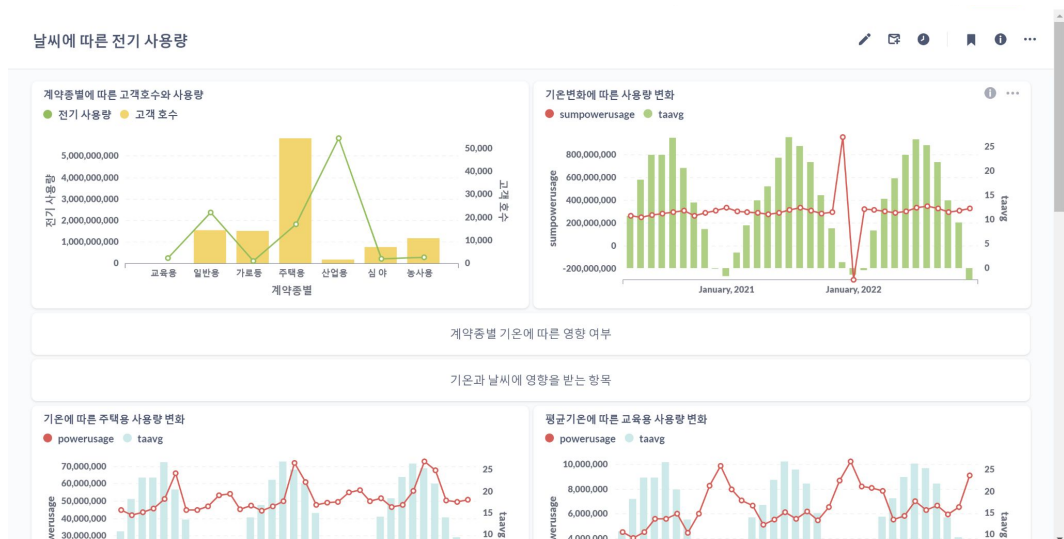 날씨에 따른 전기 사용량
계약종별에 따른 고객호수와 사용량
전기 사용량 고객 호수
5,000,000,000
4,000,000,000
3,000,000,000
2,000,000,000
1,000,000,000
0
전기 사용량
50,000
40,000
30,000
20,000
10,000
0
고객 호수
교육용 일반용 가로등 주택용 산업용 심야 농사용
계약종별
기온변화에 따른 사용량 변화
sumpowerusage taavg
800,000,000
600,000,000
400,000,000
200,000,000
0
-200,000,000
sumpowerusage
25
20
15
10
5
0
taavg
January, 2021 January, 2022
계약종별 기온에 따른 영향 여부
기온과 날씨에 영향을 받는 항목
기온에 따른 주택용 사용량 변화
powerusage taavg
70,000,000
60,000,000
50,000,000
40,000,000
30,000,000
25
20
15
10
taavg
평균기온에 따른 교육용 사용량 변화
powerusage taavg
10,000,000
8,000,000
6,000,000
4,000,000
25
20
15
10
taavg